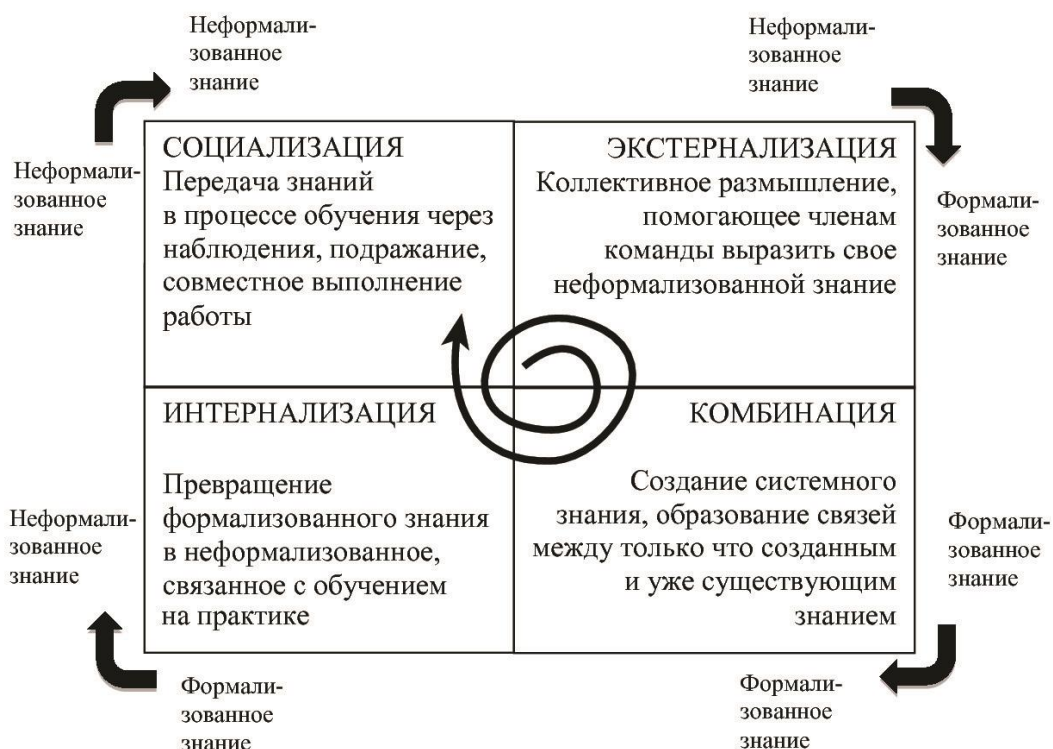 Неформали-
зованное
знание
Неформали-
зованное
знание
Неформали-
зованное
знание
СОЦИАЛИЗАЦИЯ
Передача знаний
в процессе обучения через
наблюдения, подражание,
совместное выполнение
работы
ЭКСТЕРНАЛИЗАЦИЯ
Коллективное размышление,
помогающее членам
команды выразить свое
неформализованной знание
Формали-
зованное
знание
Неформали-
зованное
знание
ИНТЕРНАЛИЗАЦИЯ
Превращение
формализованного знания
в неформализованное,
связанное с обучением
на практике
КОМБИНАЦИЯ
Создание системного
знания, образование связей
между только что созданным
и уже существующим
знанием
Формали-
зованное
знание
Формали-
зованное
знание
Формали-
зованное
знание